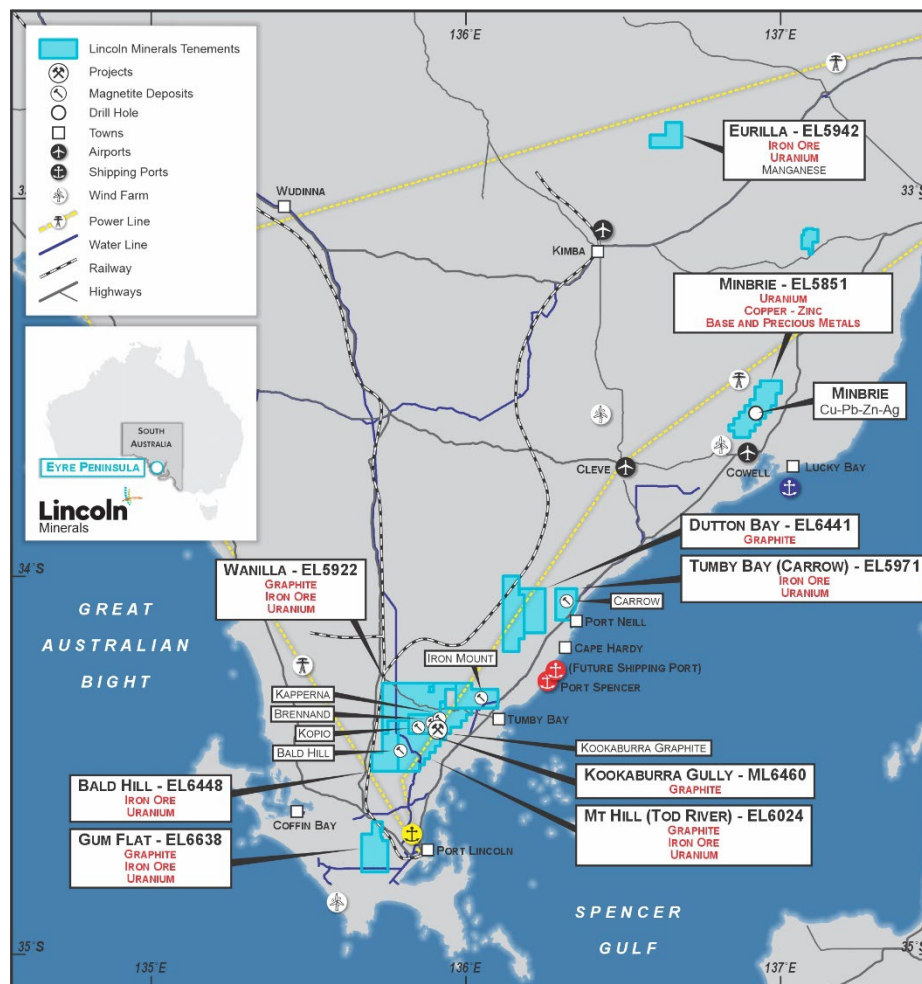 136°E
137°E
Lincoln Minerals Tenements
Projects
Magnetite Deposits
Drill Hole
Towns
Airports
Shipping Ports
Wind Farm
Power Line
Water Line
Railway
Highways
EURILLA - EL5942
IRON ORE
URANIUM
MANGANESE
33°S
WUDINNA
KIMBA
MINBRIE - EL5851
URANIUM
COPPER - ZINC
BASE AND PRECIOUS METALS
SOUTH
AUSTRALIA
EYRE PENINSULA
Lincoln
Minerals
MINBRIE
Cu-Pb-Zn-Ag
CLEVE
COWELL
LUCKY BAY
DUTTON BAY - EL6441
GRAPHITE
TUMBY BAY (CARROW) - EL5971
IRON ORE
URANIUM
WANILLA - EL5922
GRAPHITE
IRON ORE
URANIUM
34°S
GREAT
AUSTRALIAN
BIGHT
CARROW
PORT NEILL
CAPE HARDY
(FUTURE SHIPPING PORT)
PORT SPENCER
IRON MOUNT
KAPPERNA
BRENNAND
KOPIO
BALD HILL
TUMBY BAY
KOOKABURRA GRAPHITE
KOOKABURRA GULLY - ML6460
GRAPHITE
BALD HILL - EL6448
IRON ORE
URANIUM
MT HILL (TOD RIVER) - EL6024
GRAPHITE
IRON ORE
URANIUM
COFFIN BAY
GUM FLAT - EL6638
GRAPHITE
IRON ORE
URANIUM
PORT LINCOLN
SPENCER
GULF
35°S
35°S
135°E
136°E
137°E